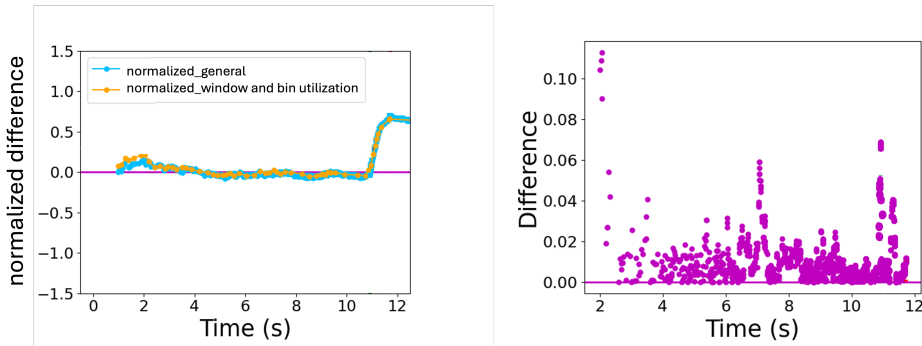 normalized difference
1.5
1.0
0.5
0.0
−0.5
−1.0
−1.5
normalized_general
normalized_window and bin utilization
0 2 4 6 8 10 12
Time (s)
Difference
0.10
0.08
0.06
0.04
0.02
0.00
2 4 6 8 10 12
Time (s)